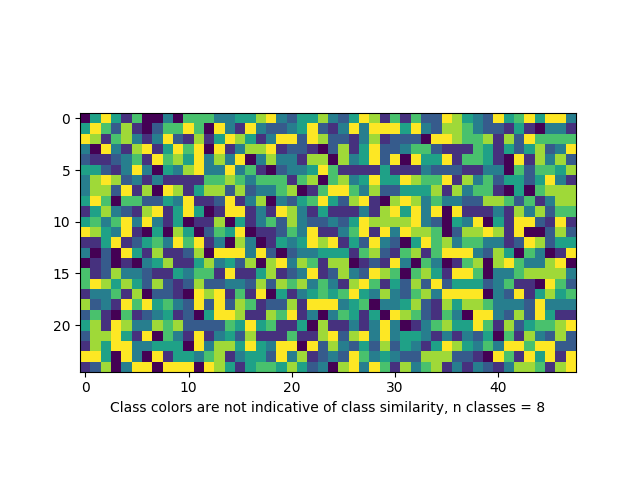 0
5
10
15
20
0 10 20 30 40
Class colors are not indicative of class similarity, n classes = 8